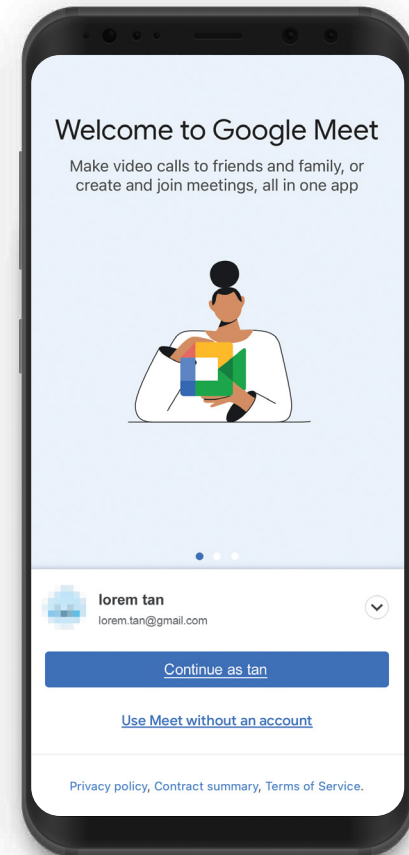 Welcome to Google Meet
Make video calls to friends and family, or
create and join meetings, all in one app
lorem tan
lorem.tan@gmail.com
Continue as tan
Use Meet without an account
Privacy policy, Contract summary, Terms of Service.